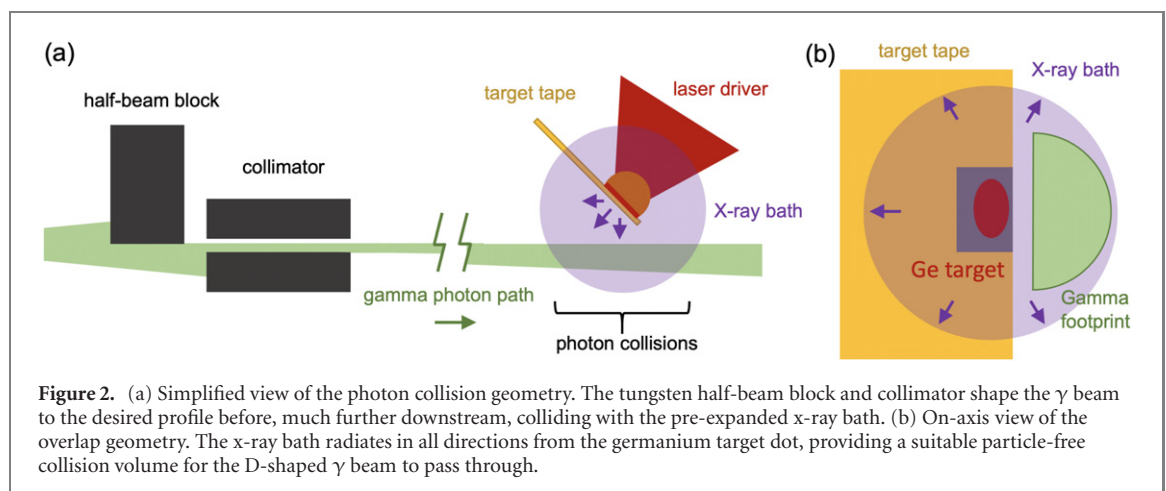 (a)
half-beam block
collimator
target tape
laser driver
X-ray bath
gamma photon path
photon collisions
(b)
target tape
X-ray bath
Ge target
Gamma
footprint
Figure 2. (a) Simplified view of the photon collision geometry. The tungsten half-beam block and collimator shape the γ beam
to the desired profile before, much further downstream, colliding with the pre-expanded x-ray bath. (b) On-axis view of the
overlap geometry. The x-ray bath radiates in all directions from the germanium target dot, providing a suitable particle-free
collision volume for the D-shaped γ beam to pass through.